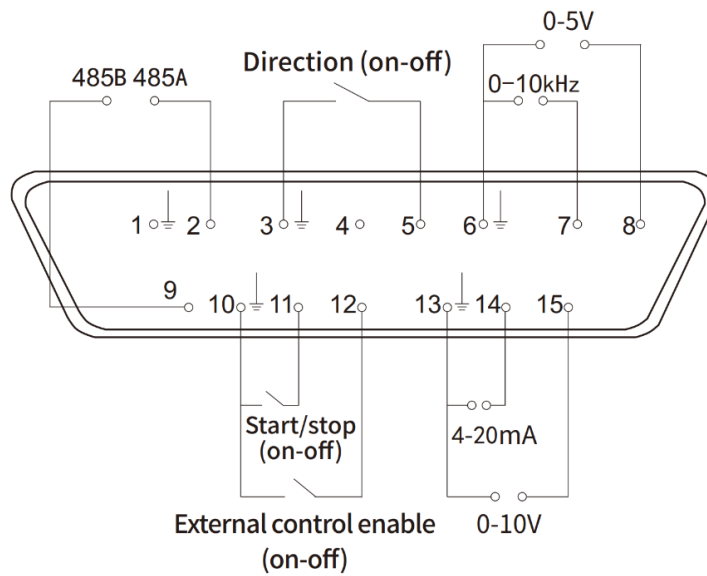 0-5V
Direction (on-off)
485B 485A
0-10kHz
1 2 3 4 5 6 7 8
9 10 11 12 13 14 15
Start/stop
(on-off)
4-20mA
External control enable
(on-off)
0-10V